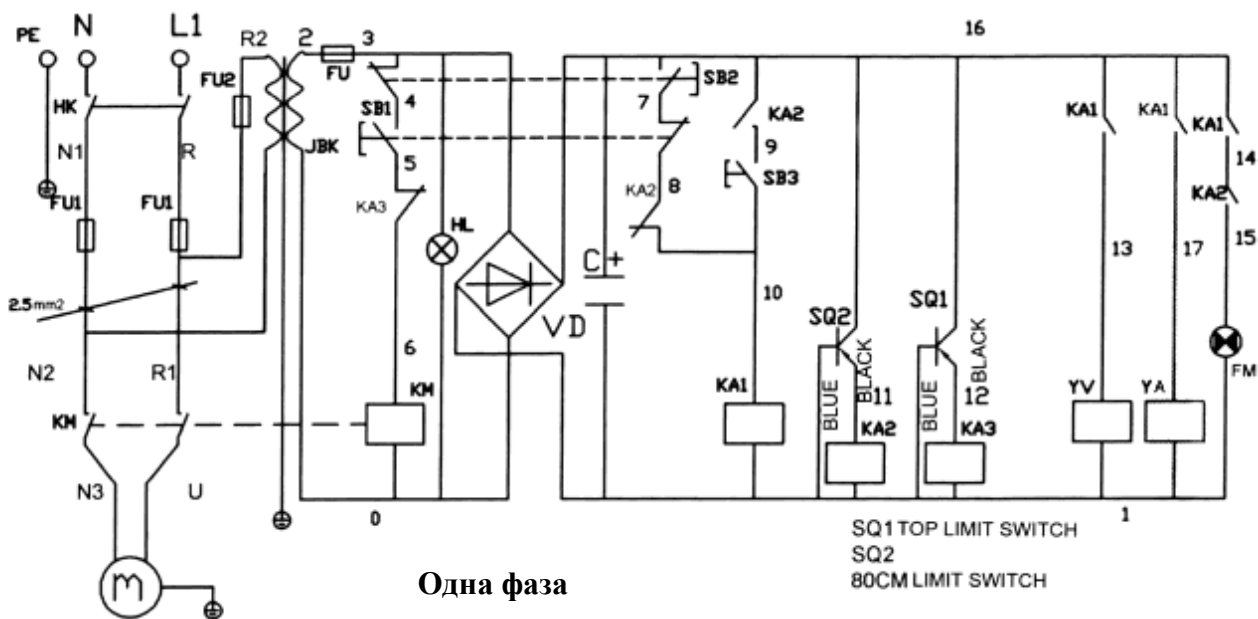 PE N L1 R2 2 3 16
FU2 FU
HK SB1 4 7 SB2
N1 R JBK 5 KA2 9 SB3 KA1 KA1 KA1
14
FU1 FU1 KA3 KA2 8 KA2
HL 15
C + 10 13 17
2.5mm2 VD SQ2 SQ1
N2 R1 6 BLUE BLACK BLUE BLACK FM
KM KM KA1 11 12 YV YA
KA2 KA3
N3 U
0 1
m
SQ1 TOP LIMIT SWITCH
SQ2
80CM LIMIT SWITCH
Одна фаза